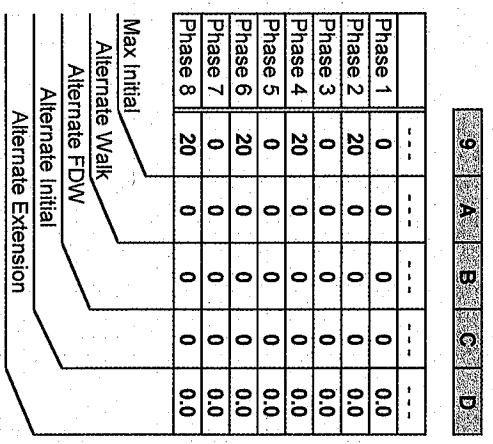 9 A B C D
--- --- ---
Phase 1 0 0 0 0 0.0
Phase 2 20 0 0 0 0.0
Phase 3 0 0 0 0 0.0
Phase 4 20 0 0 0 0.0
Phase 5 0 0 0 0 0.0
Phase 6 20 0 0 0 0.0
Phase 7 0 0 0 0 0.0
Phase 8 20 0 0 0 0.0
Max Initial
Alternate Walk
Alternate FDW
Alternate Initial
Alternate Extension